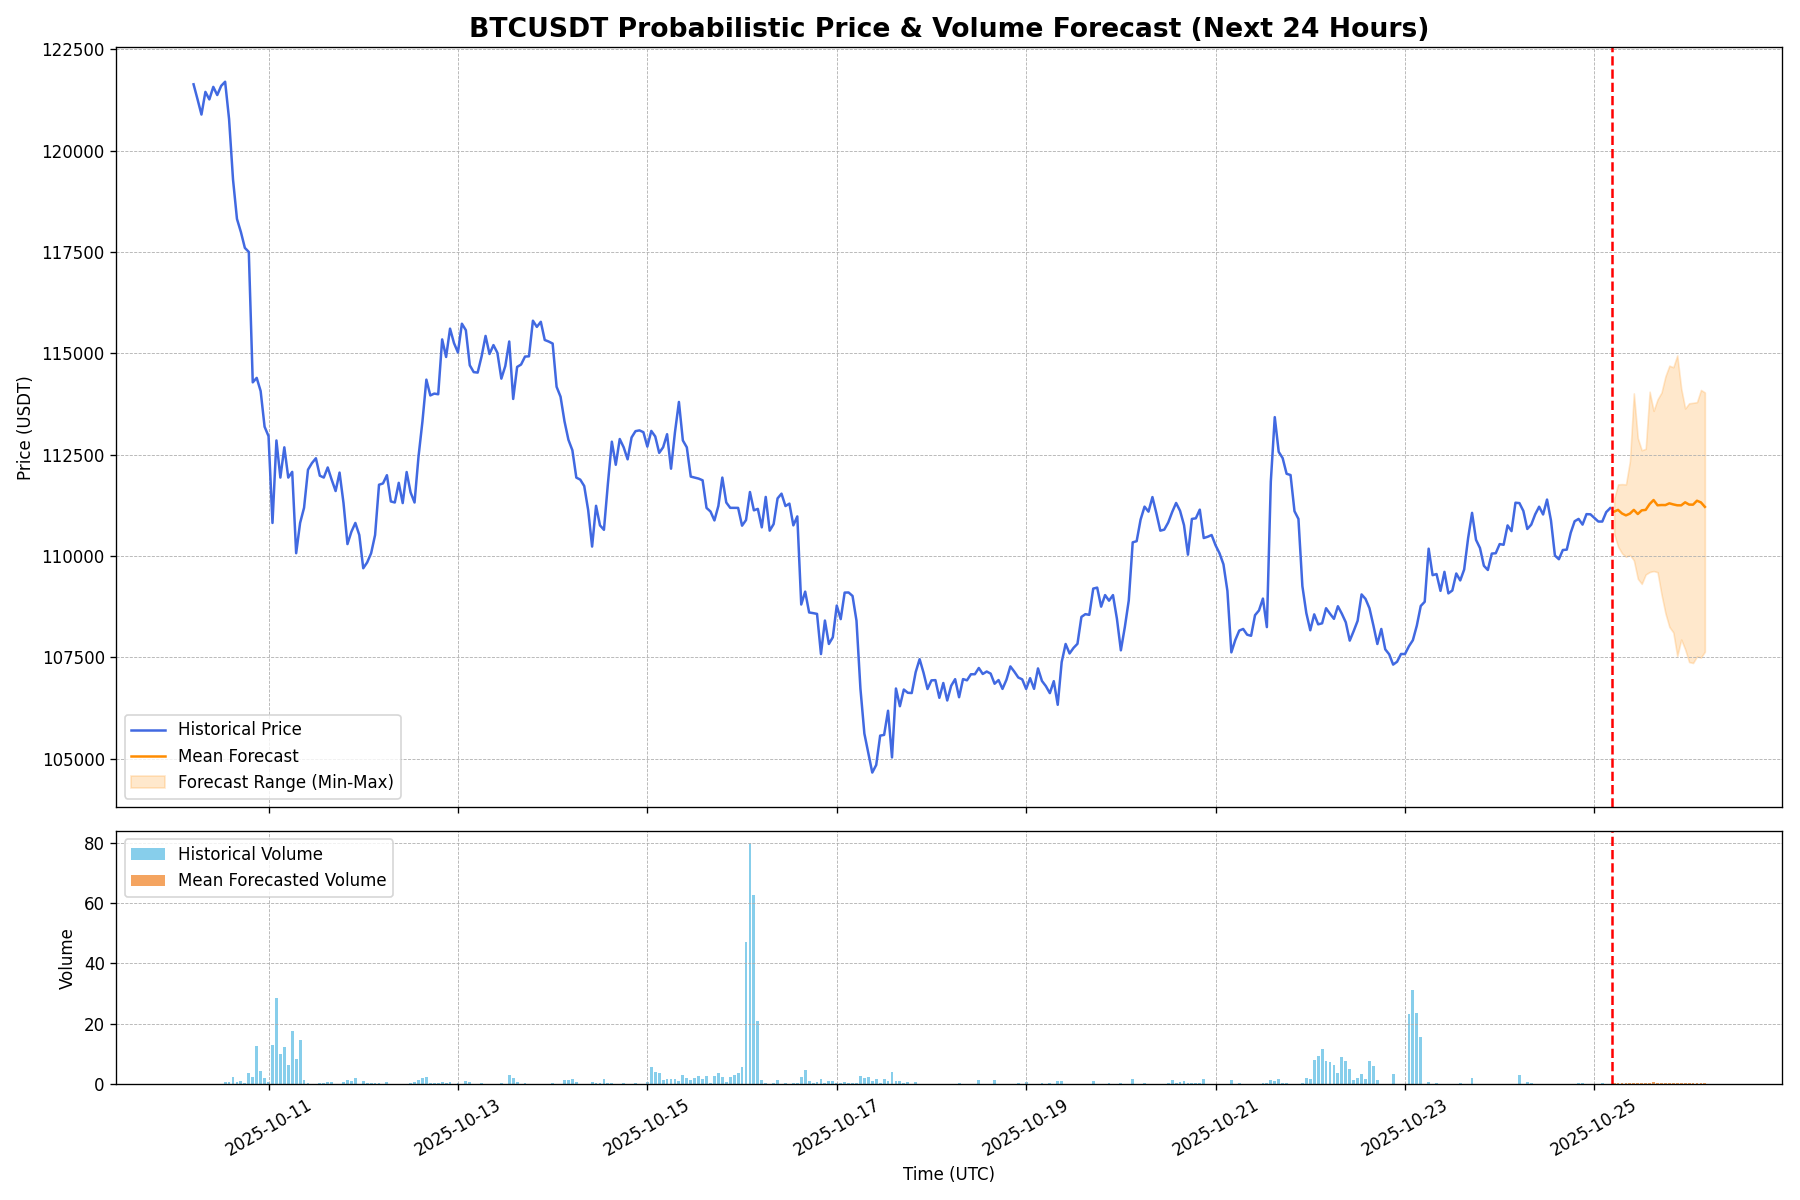 BTCUSDT Probabilistic Price & Volume Forecast (Next 24 Hours)
122500
120000
117500
115000
112500
110000
107500
105000
Price (USDT)
Historical Price
Mean Forecast
Forecast Range (Min-Max)
80
60
40
20
0
Volume
Historical Volume
Mean Forecasted Volume
2025-10-11
2025-10-13
2025-10-15
2025-10-17
2025-10-19
2025-10-21
2025-10-23
2025-10-25
Time (UTC)